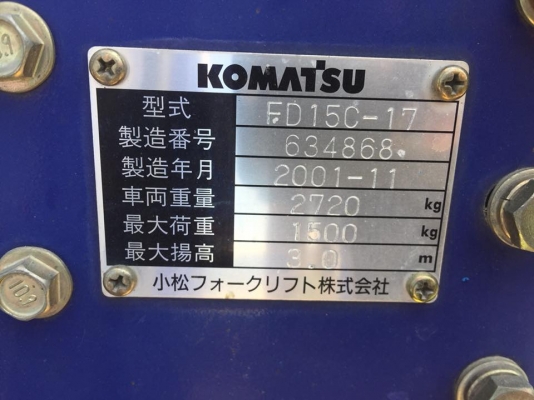 KOMATSU
型式 FD15C-17
製造番号 634868
製造年月 2001-11
車両重量 2720 kg
最大荷重 1500 kg
最大揚高 3.0 m
小松フォークリフト株式会社
10.9